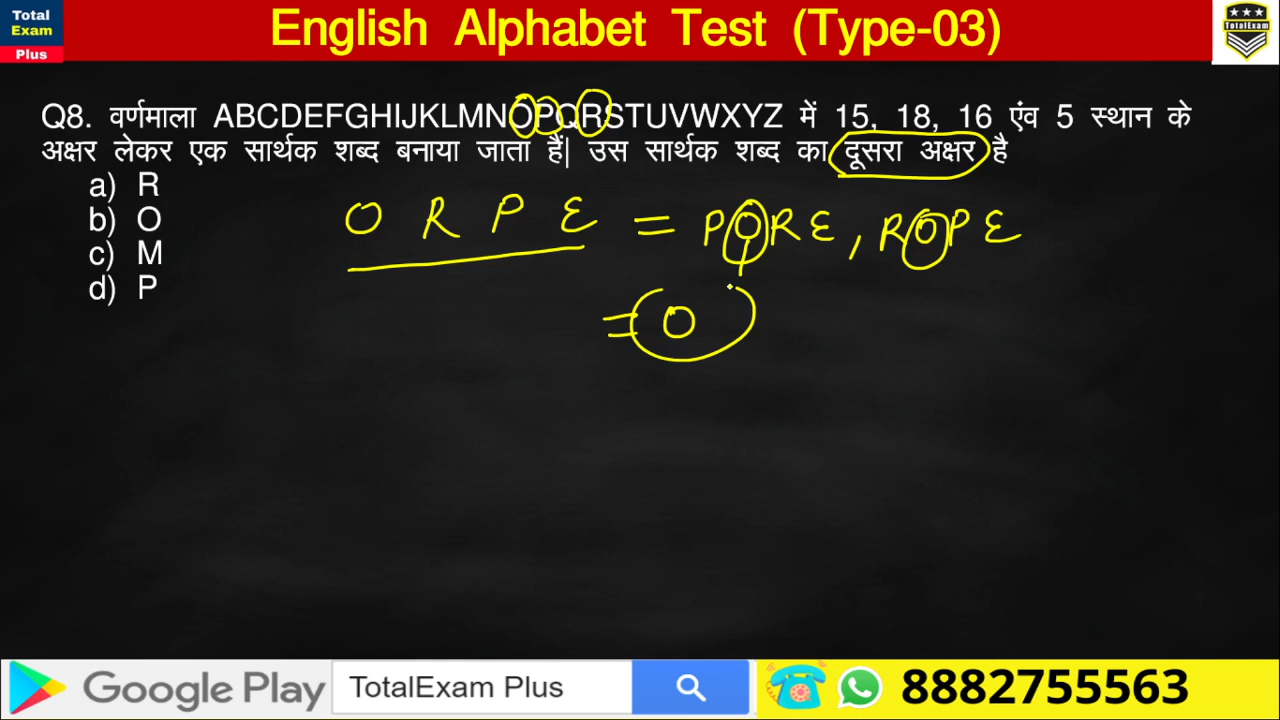 Total
Exam
Plus
English Alphabet Test (Type-03)
TotalExam
Q8. वर्णमाला ABCDEFGHIJKLMNOPQRSTUVWXYZ में 15, 18, 16 एंव 5 स्थान के
अक्षर लेकर एक सार्थक शब्द बनाया जाता हैं| उस सार्थक शब्द का दूसरा अक्षर है
a) R
b) O
c) M
d) P
O R P E = PORE, ROPE
= O
Google Play TotalExam Plus 8882755563